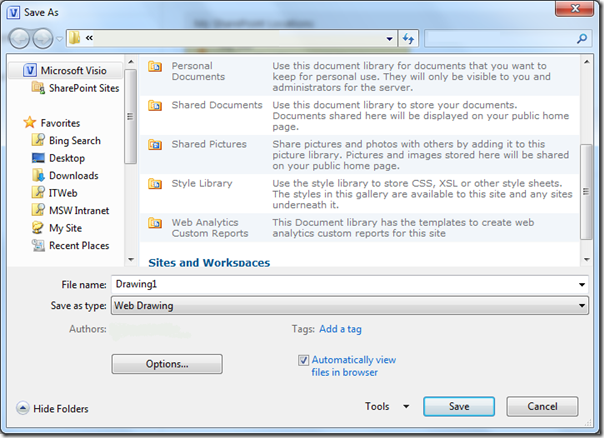 Save As
My SharePoint Locations
«
Microsoft Visio
SharePoint Sites
Favorites
Bing Search
Desktop
Downloads
ITWeb
MSW Intranet
My Site
Recent Places
Personal Documents
Use this document library for documents that you want to
keep for personal use. They will only be visible to you and
administrators for the server.
Shared Documents
Use this document library to store your documents.
Documents shared here will be displayed on your public home
page.
Shared Pictures
Share pictures and photos with others by adding it to this
picture library. Pictures and images stored here will be shared
on your public home page.
Style Library
Use the style library to store CSS, XSL or other style sheets.
The styles in this gallery are available to this site and any sites
underneath it.
Web Analytics
Custom Reports
This Document library has the templates to create web
analytics custom reports for this site
Sites and Workspaces
File name: Drawing1
Save as type: Web Drawing
Authors:
Tags: Add a tag
Options...
Automatically view
files in browser
Hide Folders
Tools
Save
Cancel